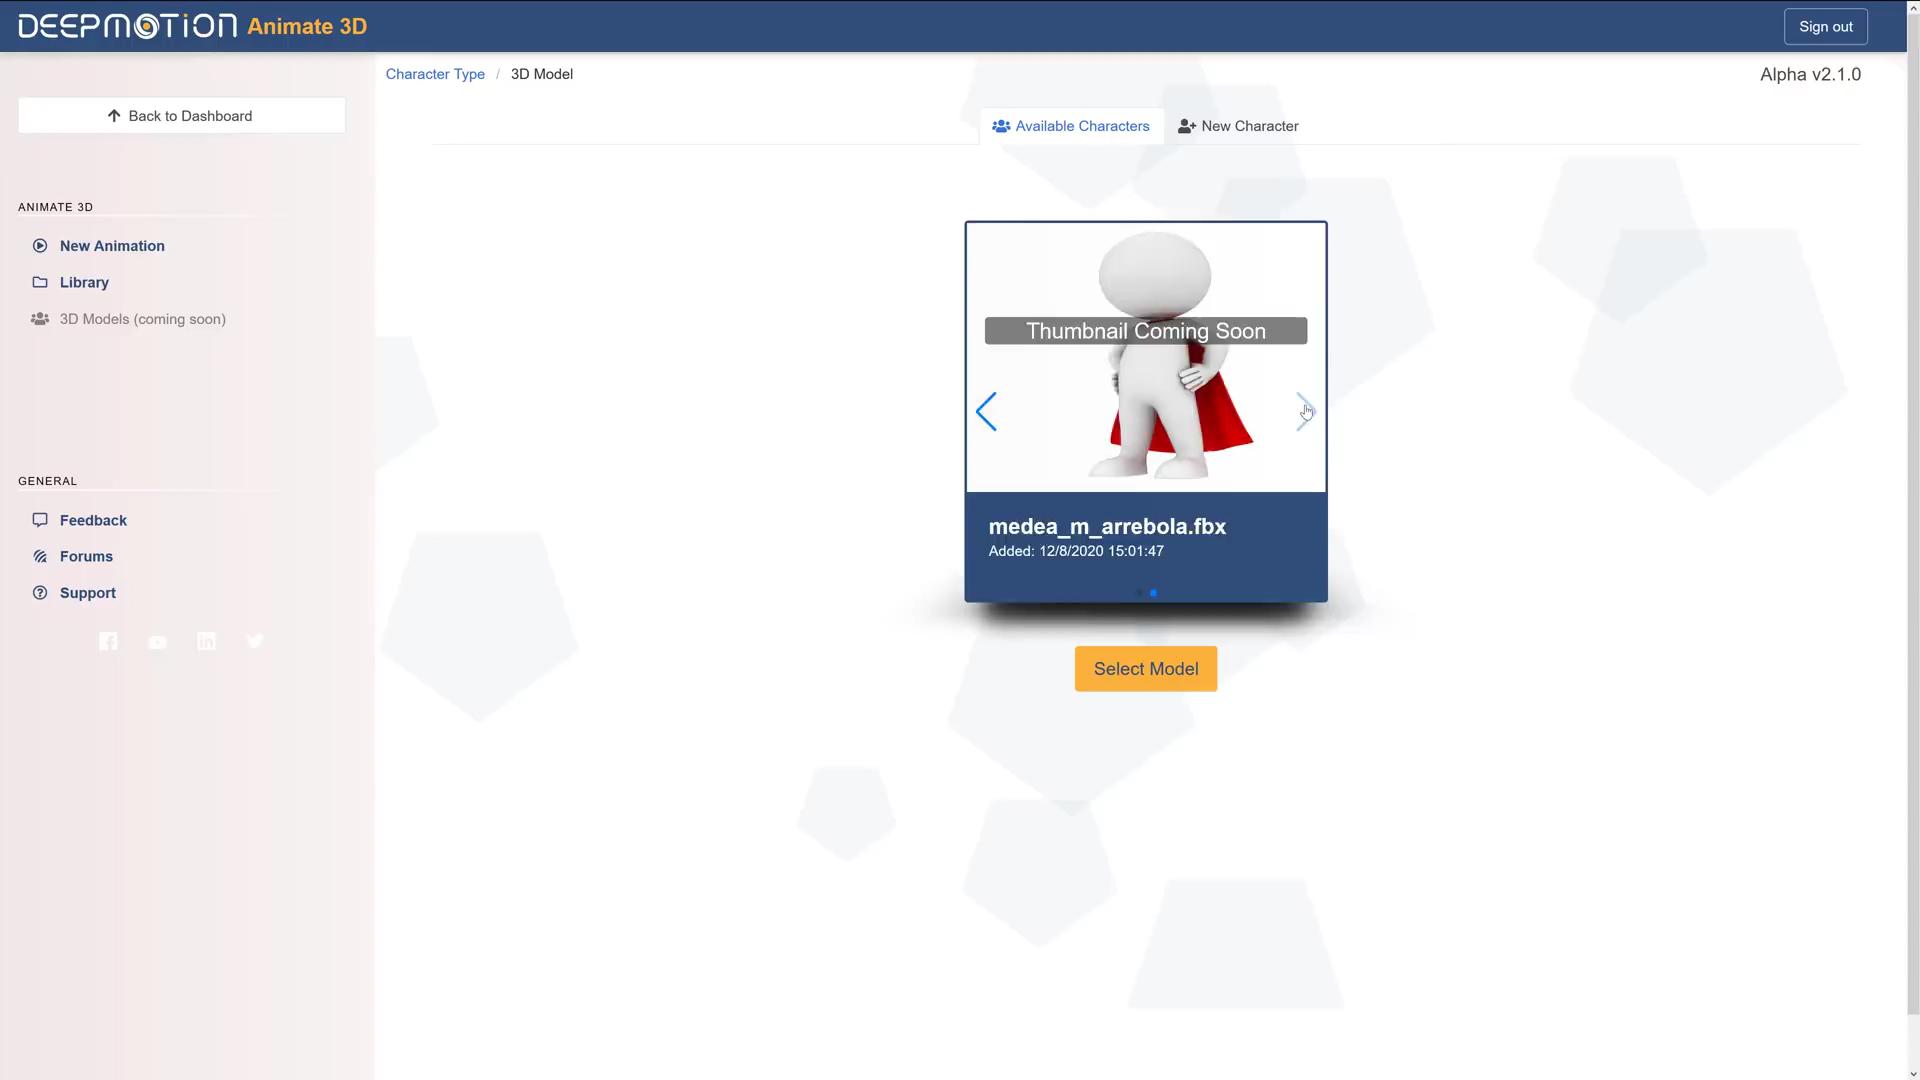 DEEPMOTION Animate 3D
Sign out
Character Type / 3D Model
Alpha v2.1.0
Back to Dashboard
Available Characters
New Character
ANIMATE 3D
New Animation
Library
3D Models (coming soon)
Thumbnail Coming Soon
GENERAL
Feedback
Forums
Support
medea_m_arrebola.fbx
Added: 12/8/2020 15:01:47
Select Model